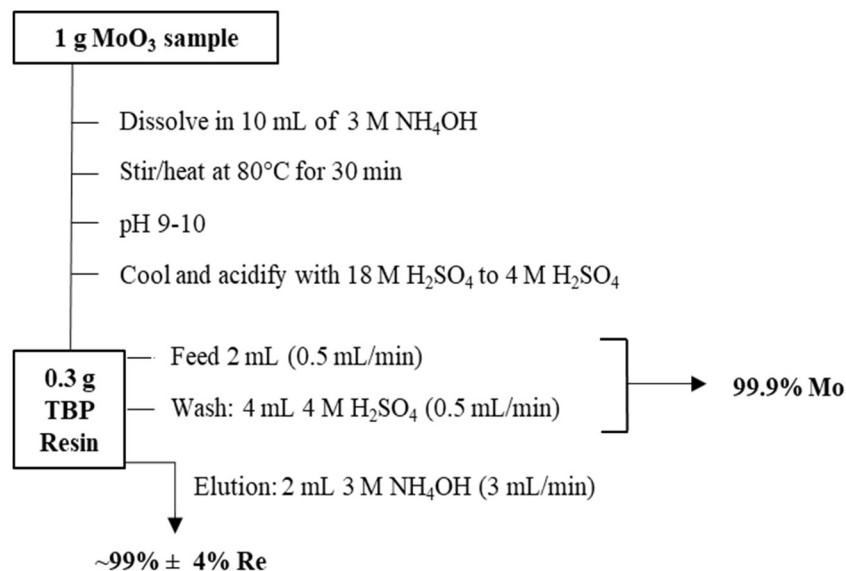 1 g MoO₃ sample
Dissolve in 10 mL of 3 M NH₄OH
Stir/heat at 80°C for 30 min
pH 9-10
Cool and acidify with 18 M H₂SO₄ to 4 M H₂SO₄
0.3 g
TBP
Resin
Feed 2 mL (0.5 mL/min)
Wash: 4 mL 4 M H₂SO₄ (0.5 mL/min)
99.9% Mo
Elution: 2 mL 3 M NH₄OH (3 mL/min)
~99% ± 4% Re